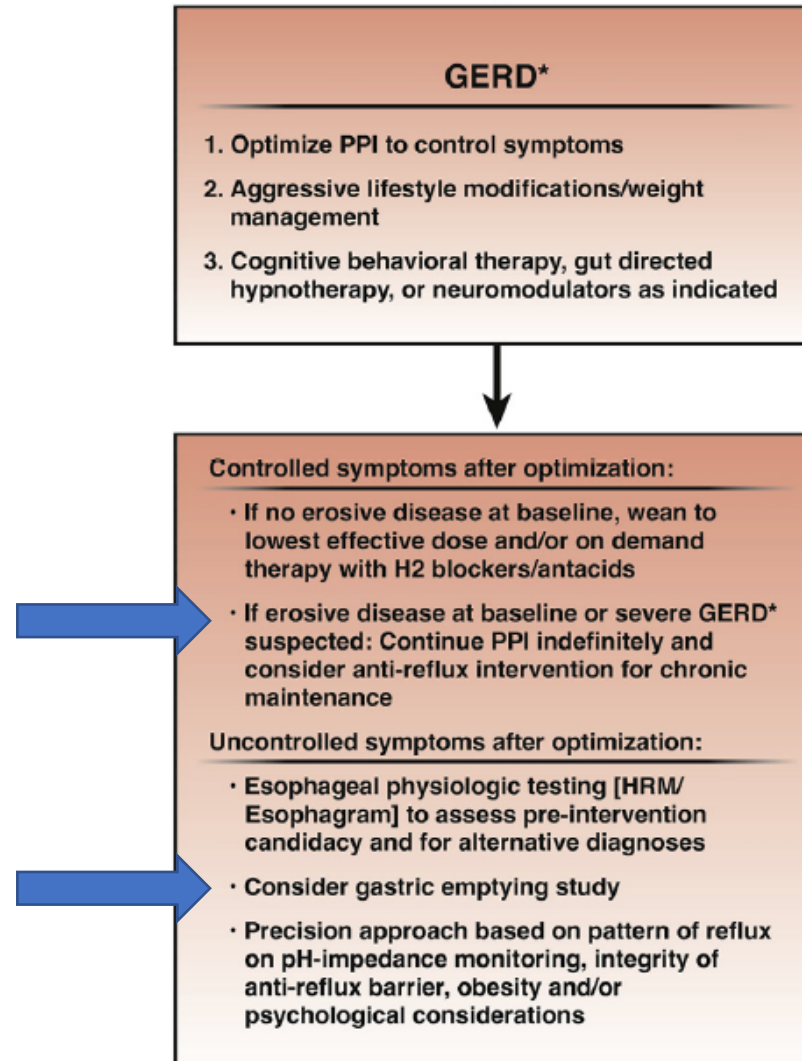 GERD*
1. Optimize PPI to control symptoms
2. Aggressive lifestyle modifications/weight
management
3. Cognitive behavioral therapy, gut directed
hypnotherapy, or neuromodulators as indicated
Controlled symptoms after optimization:
· If no erosive disease at baseline, wean to
lowest effective dose and/or on demand
therapy with H2 blockers/antacids
· If erosive disease at baseline or severe GERD*
suspected: Continue PPI indefinitely and
consider anti-reflux intervention for chronic
maintenance
Uncontrolled symptoms after optimization:
· Esophageal physiologic testing [HRM/
Esophagram] to assess pre-intervention
candidacy and for alternative diagnoses
· Consider gastric emptying study
· Precision approach based on pattern of reflux
on pH-impedance monitoring, integrity of
anti-reflux barrier, obesity and/or
psychological considerations